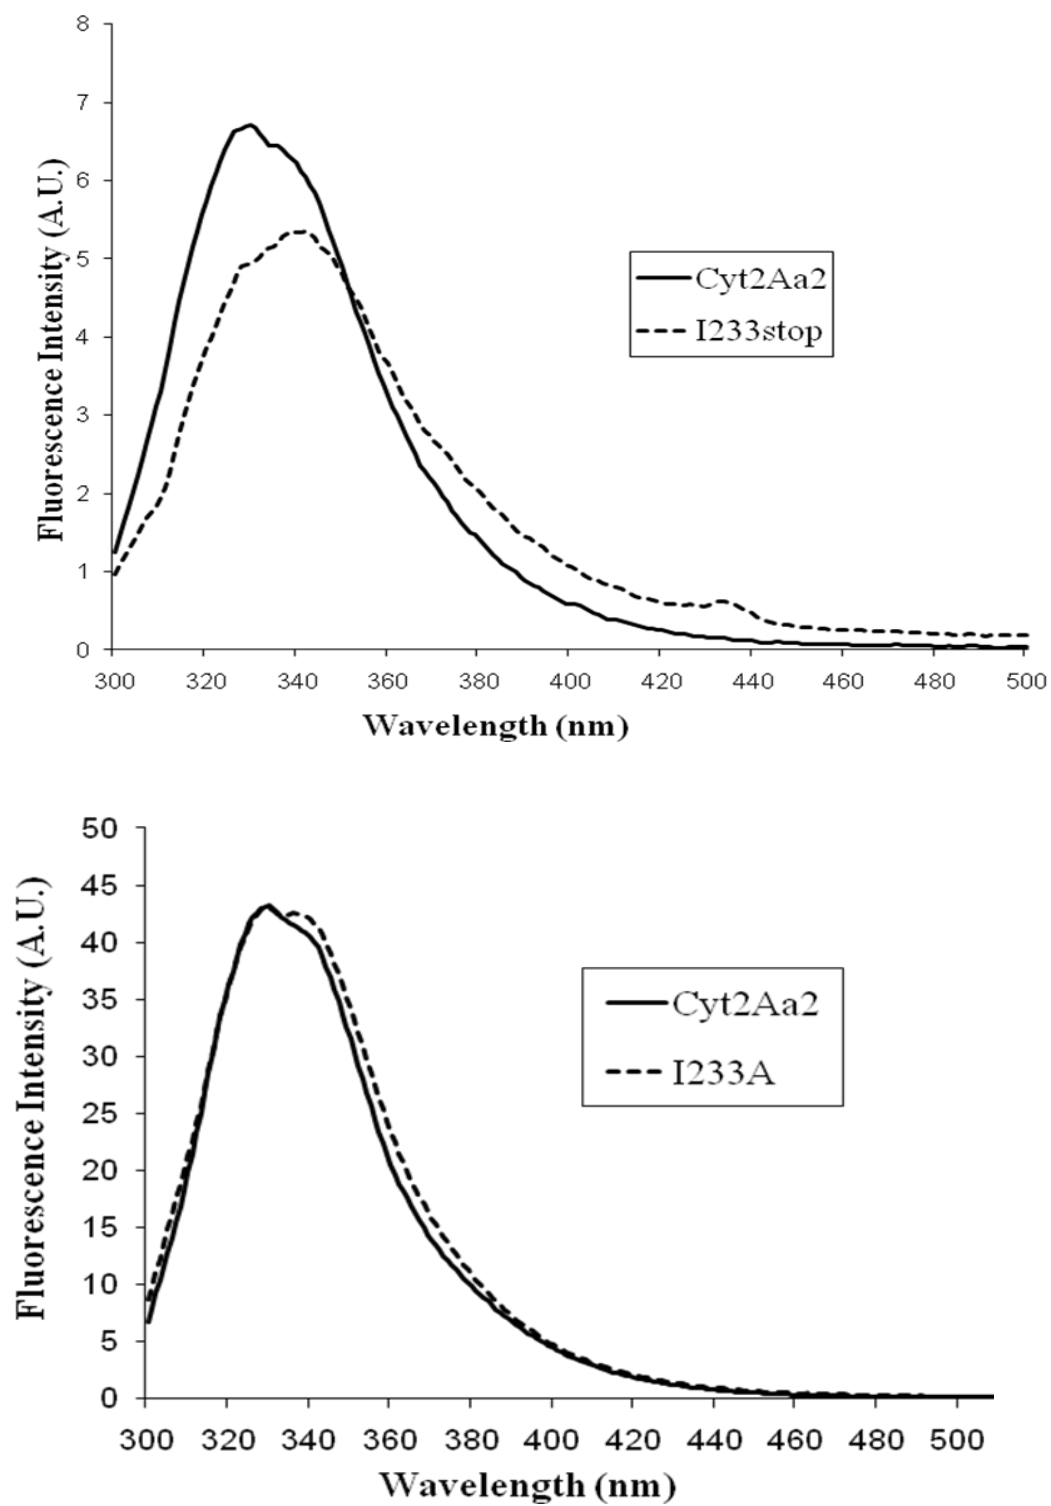 8
7
6
5
4
3
2
1
0
Fluorescence Intensity (A.U.)
Cyt2Aa2
I233stop
300 320 340 360 380 400 420 440 460 480 500
Wavelength (nm)
50
45
40
35
30
25
20
15
10
5
0
Fluorescence Intensity (A.U.)
Cyt2Aa2
I233A
300 320 340 360 380 400 420 440 460 480 500
Wavelength (nm)